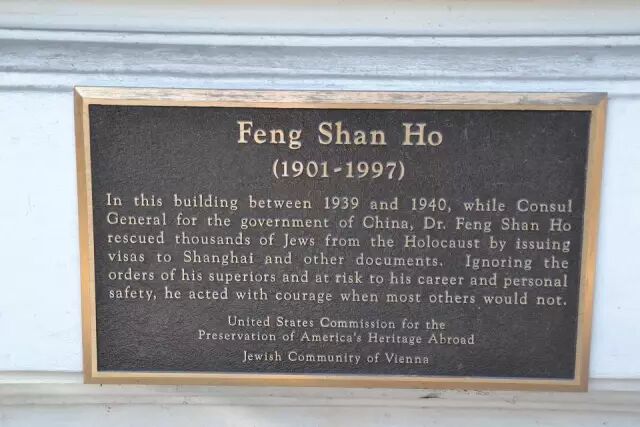 Feng Shan Ho
(1901-1997)
In this building between 1939 and 1940, while Consul
General for the government of China, Dr. Feng Shan Ho
rescued thousands of Jews from the Holocaust by issuing
visas to Shanghai and other documents. Ignoring the
orders of his superiors and at risk to his career and personal
safety, he acted with courage when most others would not.
United States Commission for the
Preservation of America's Heritage Abroad
Jewish Community of Vienna